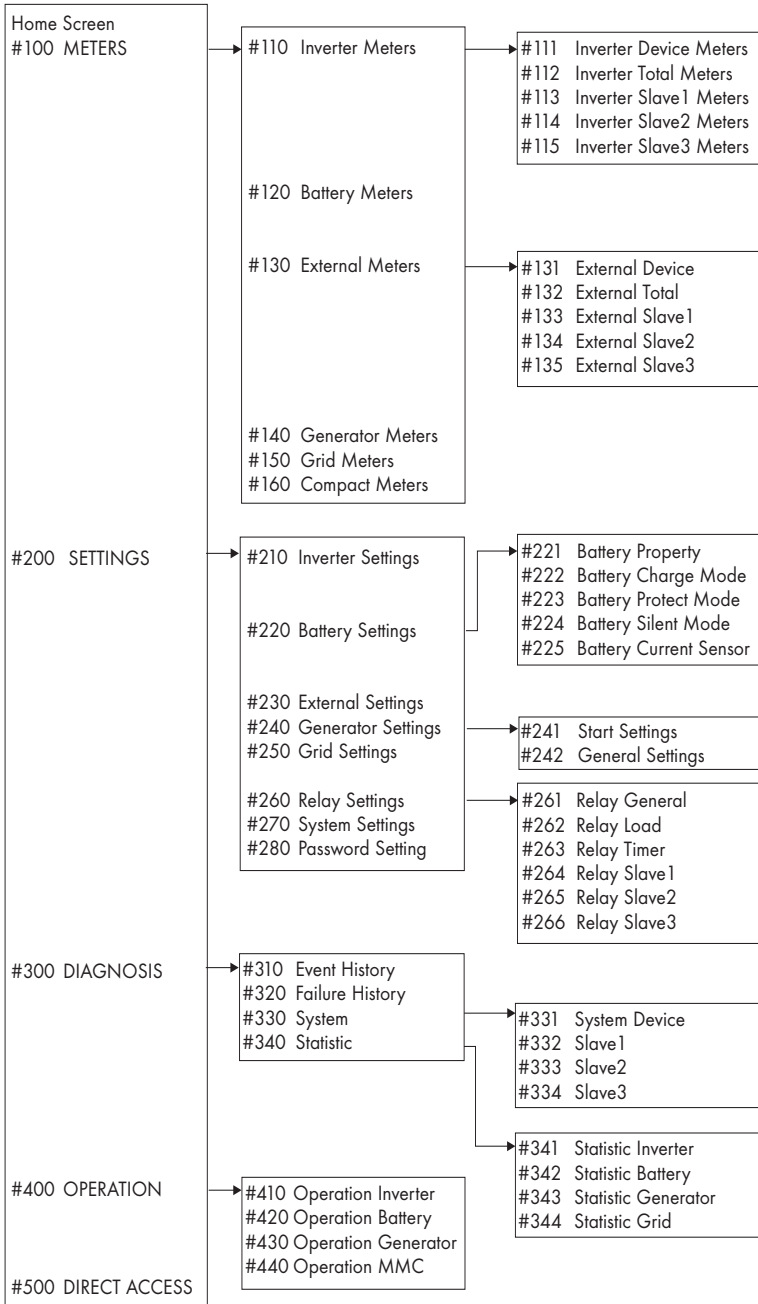 Home Screen
#100 METERS
#110 Inverter Meters
#111 Inverter Device Meters
#112 Inverter Total Meters
#113 Inverter Slave1 Meters
#114 Inverter Slave2 Meters
#115 Inverter Slave3 Meters
#120 Battery Meters
#130 External Meters
#131 External Device
#132 External Total
#133 External Slave1
#134 External Slave2
#135 External Slave3
#140 Generator Meters
#150 Grid Meters
#160 Compact Meters
#200 SETTINGS
#210 Inverter Settings
#220 Battery Settings
#221 Battery Property
#222 Battery Charge Mode
#223 Battery Protect Mode
#224 Battery Silent Mode
#225 Battery Current Sensor
#230 External Settings
#240 Generator Settings
#241 Start Settings
#242 General Settings
#250 Grid Settings
#260 Relay Settings
#261 Relay General
#262 Relay Load
#263 Relay Timer
#264 Relay Slave1
#265 Relay Slave2
#266 Relay Slave3
#270 System Settings
#280 Password Setting
#300 DIAGNOSIS
#310 Event History
#320 Failure History
#330 System
#331 System Device
#332 Slave1
#333 Slave2
#334 Slave3
#340 Statistic
#341 Statistic Inverter
#342 Statistic Battery
#343 Statistic Generator
#344 Statistic Grid
#400 OPERATION
#410 Operation Inverter
#420 Operation Battery
#430 Operation Generator
#440 Operation MMC
#500 DIRECT ACCESS